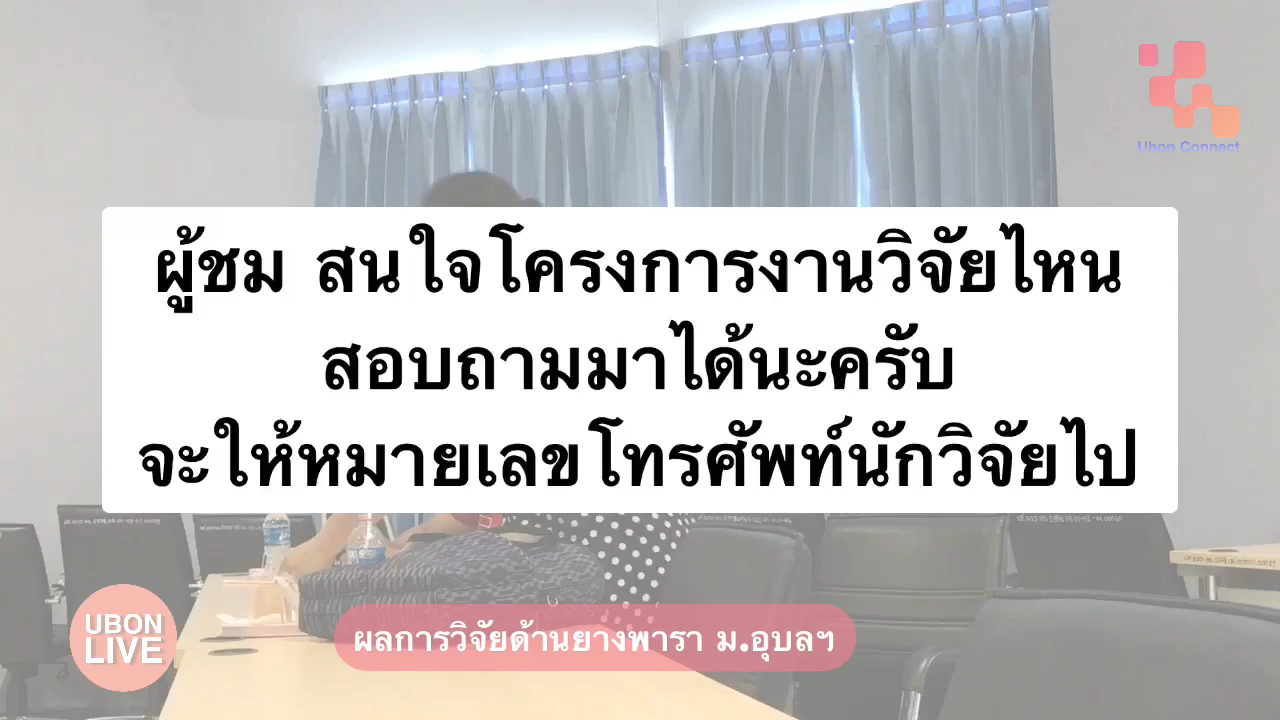 Ubon Connect
ผู้ชม สนใจโครงการงานวิจัยไหน
สอบถามมาได้นะครับ
จะให้หมายเลขโทรศัพท์นักวิจัยไป
UBON
LIVE
ผลการวิจัยด้านยางพารา ม.อุบลฯ